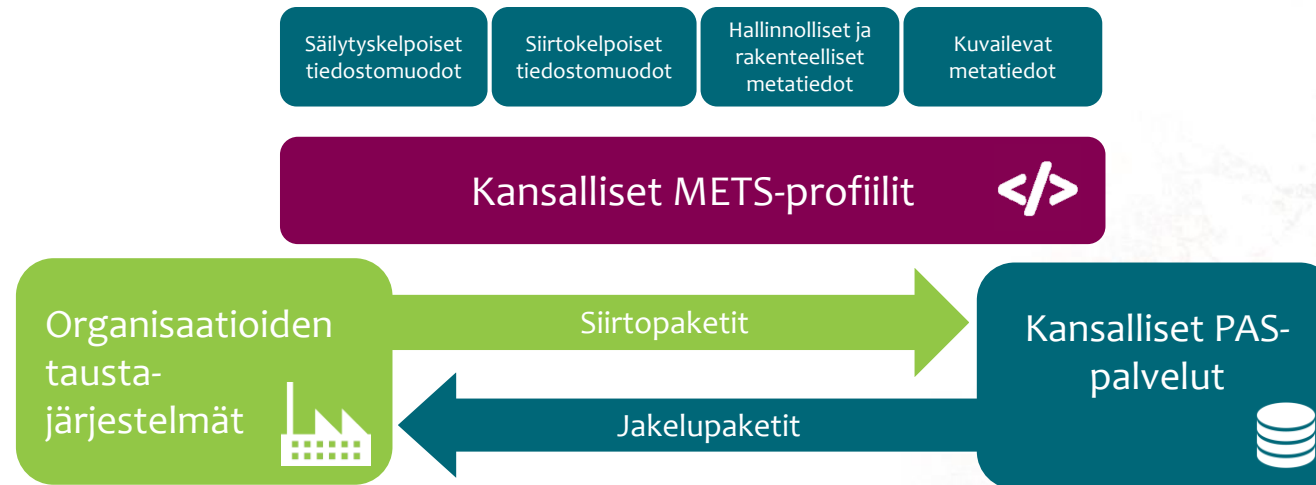 Säilytyskelpoiset
tiedostomuodot
Siirtokelpoiset
tiedostomuodot
Hallinnolliset ja
rakenteelliset
metatiedot
Kuvailevat
metatiedot
Kansalliset METS-profiilit
</>
Organisaatioiden
tausta-
järjestelmät
Siirtopaketit
Jakelupaketit
Kansalliset PAS-
palvelut